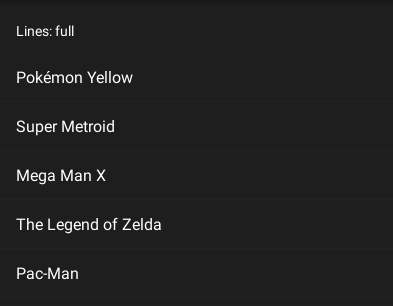 Lines: full
Pokémon Yellow
Super Metroid
Mega Man X
The Legend of Zelda
Pac-Man